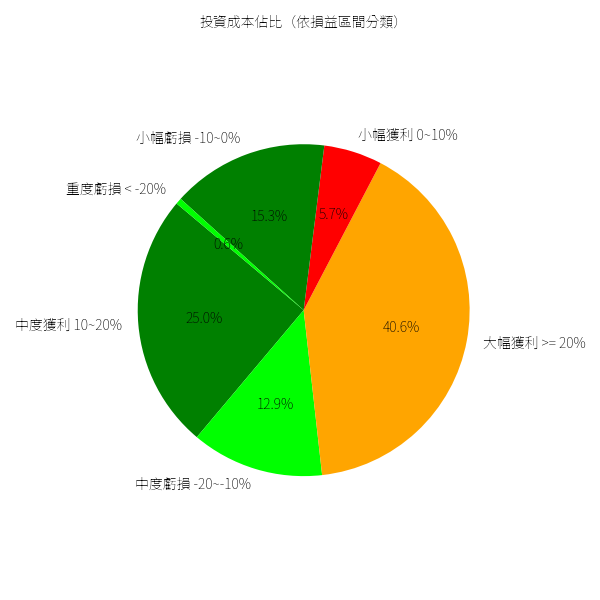 投資成本佔比（依損益區間分類）
小幅虧損 -10~0%
小幅獲利 0~10%
重度虧損 < -20%
15.3%
5.7%
0.6%
中度獲利 10~20%
25.0%
40.6%
大幅獲利 >= 20%
12.9%
中度虧損 -20~-10%